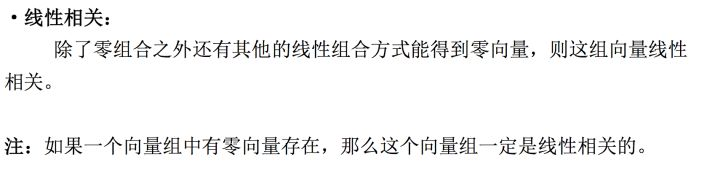 ·线性相关：
除了零组合之外还有其他的线性组合方式能得到零向量，则这组向量线性
相关。
注：如果一个向量组中有零向量存在，那么这个向量组一定是线性相关的。